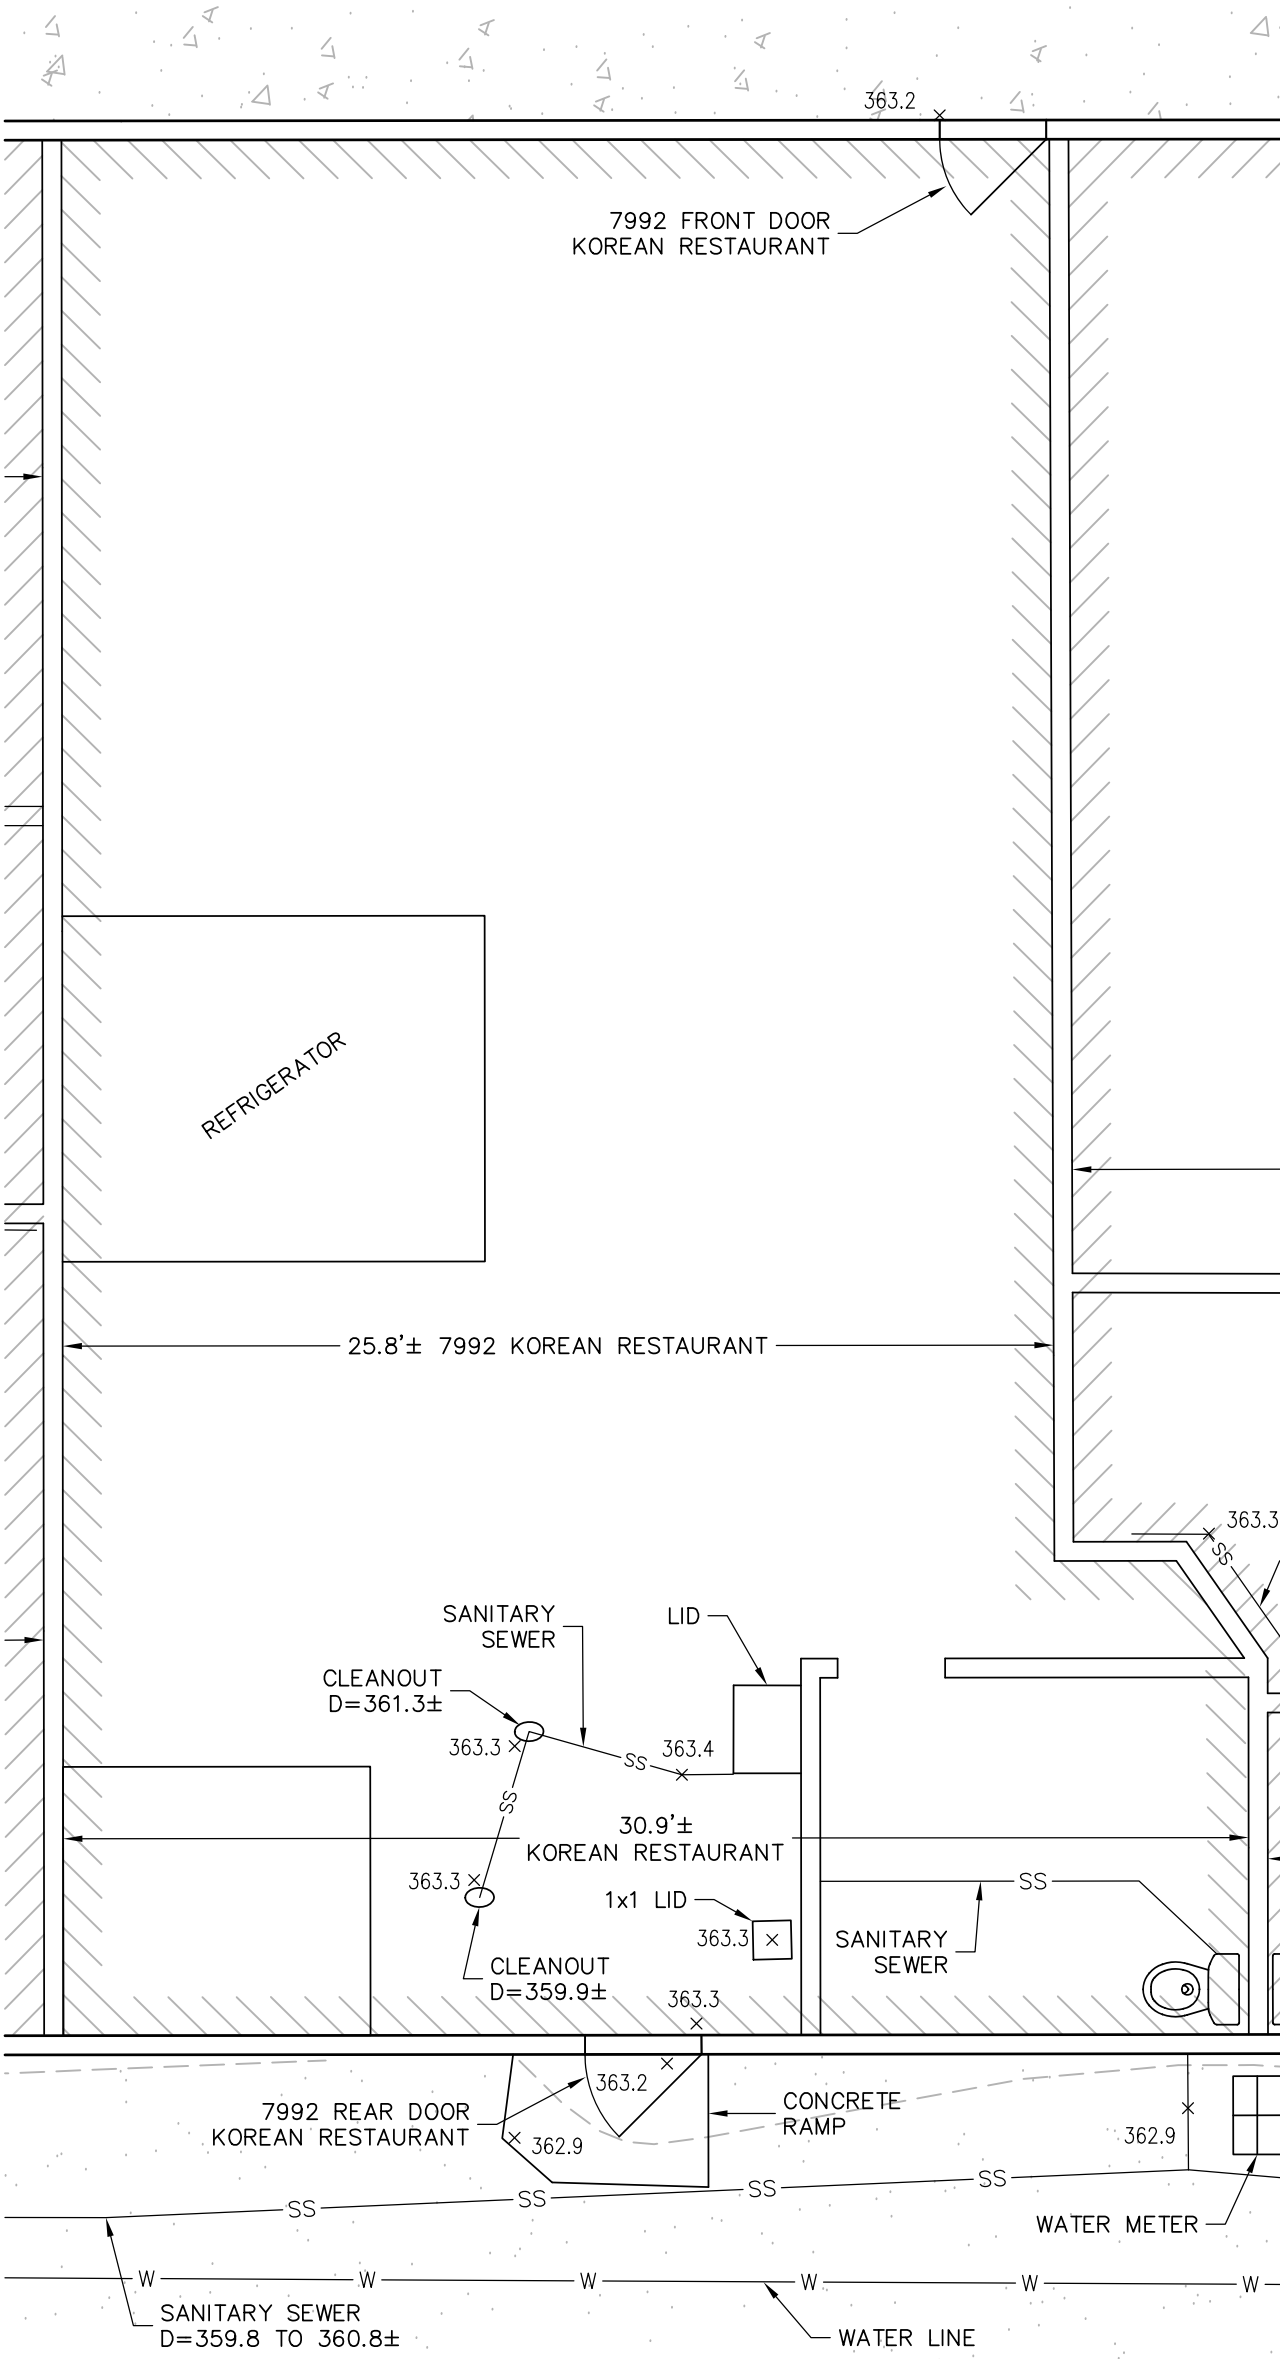 363.2
7992 FRONT DOOR
KOREAN RESTAURANT
REFRIGERATOR
25.8'± 7992 KOREAN RESTAURANT
363.3
SS
SANITARY
SEWER
LID
CLEANOUT
D=361.3±
363.3
SS
363.4
SS
30.9'±
KOREAN RESTAURANT
363.3
1x1 LID
363.3
SS
SANITARY
SEWER
CLEANOUT
D=359.9±
363.3
363.2
7992 REAR DOOR
KOREAN RESTAURANT
362.9
CONCRETE
RAMP
362.9
SS
SS
SS
SS
WATER METER
W
W
W
W
W
W
SANITARY SEWER
D=359.8 TO 360.8±
WATER LINE